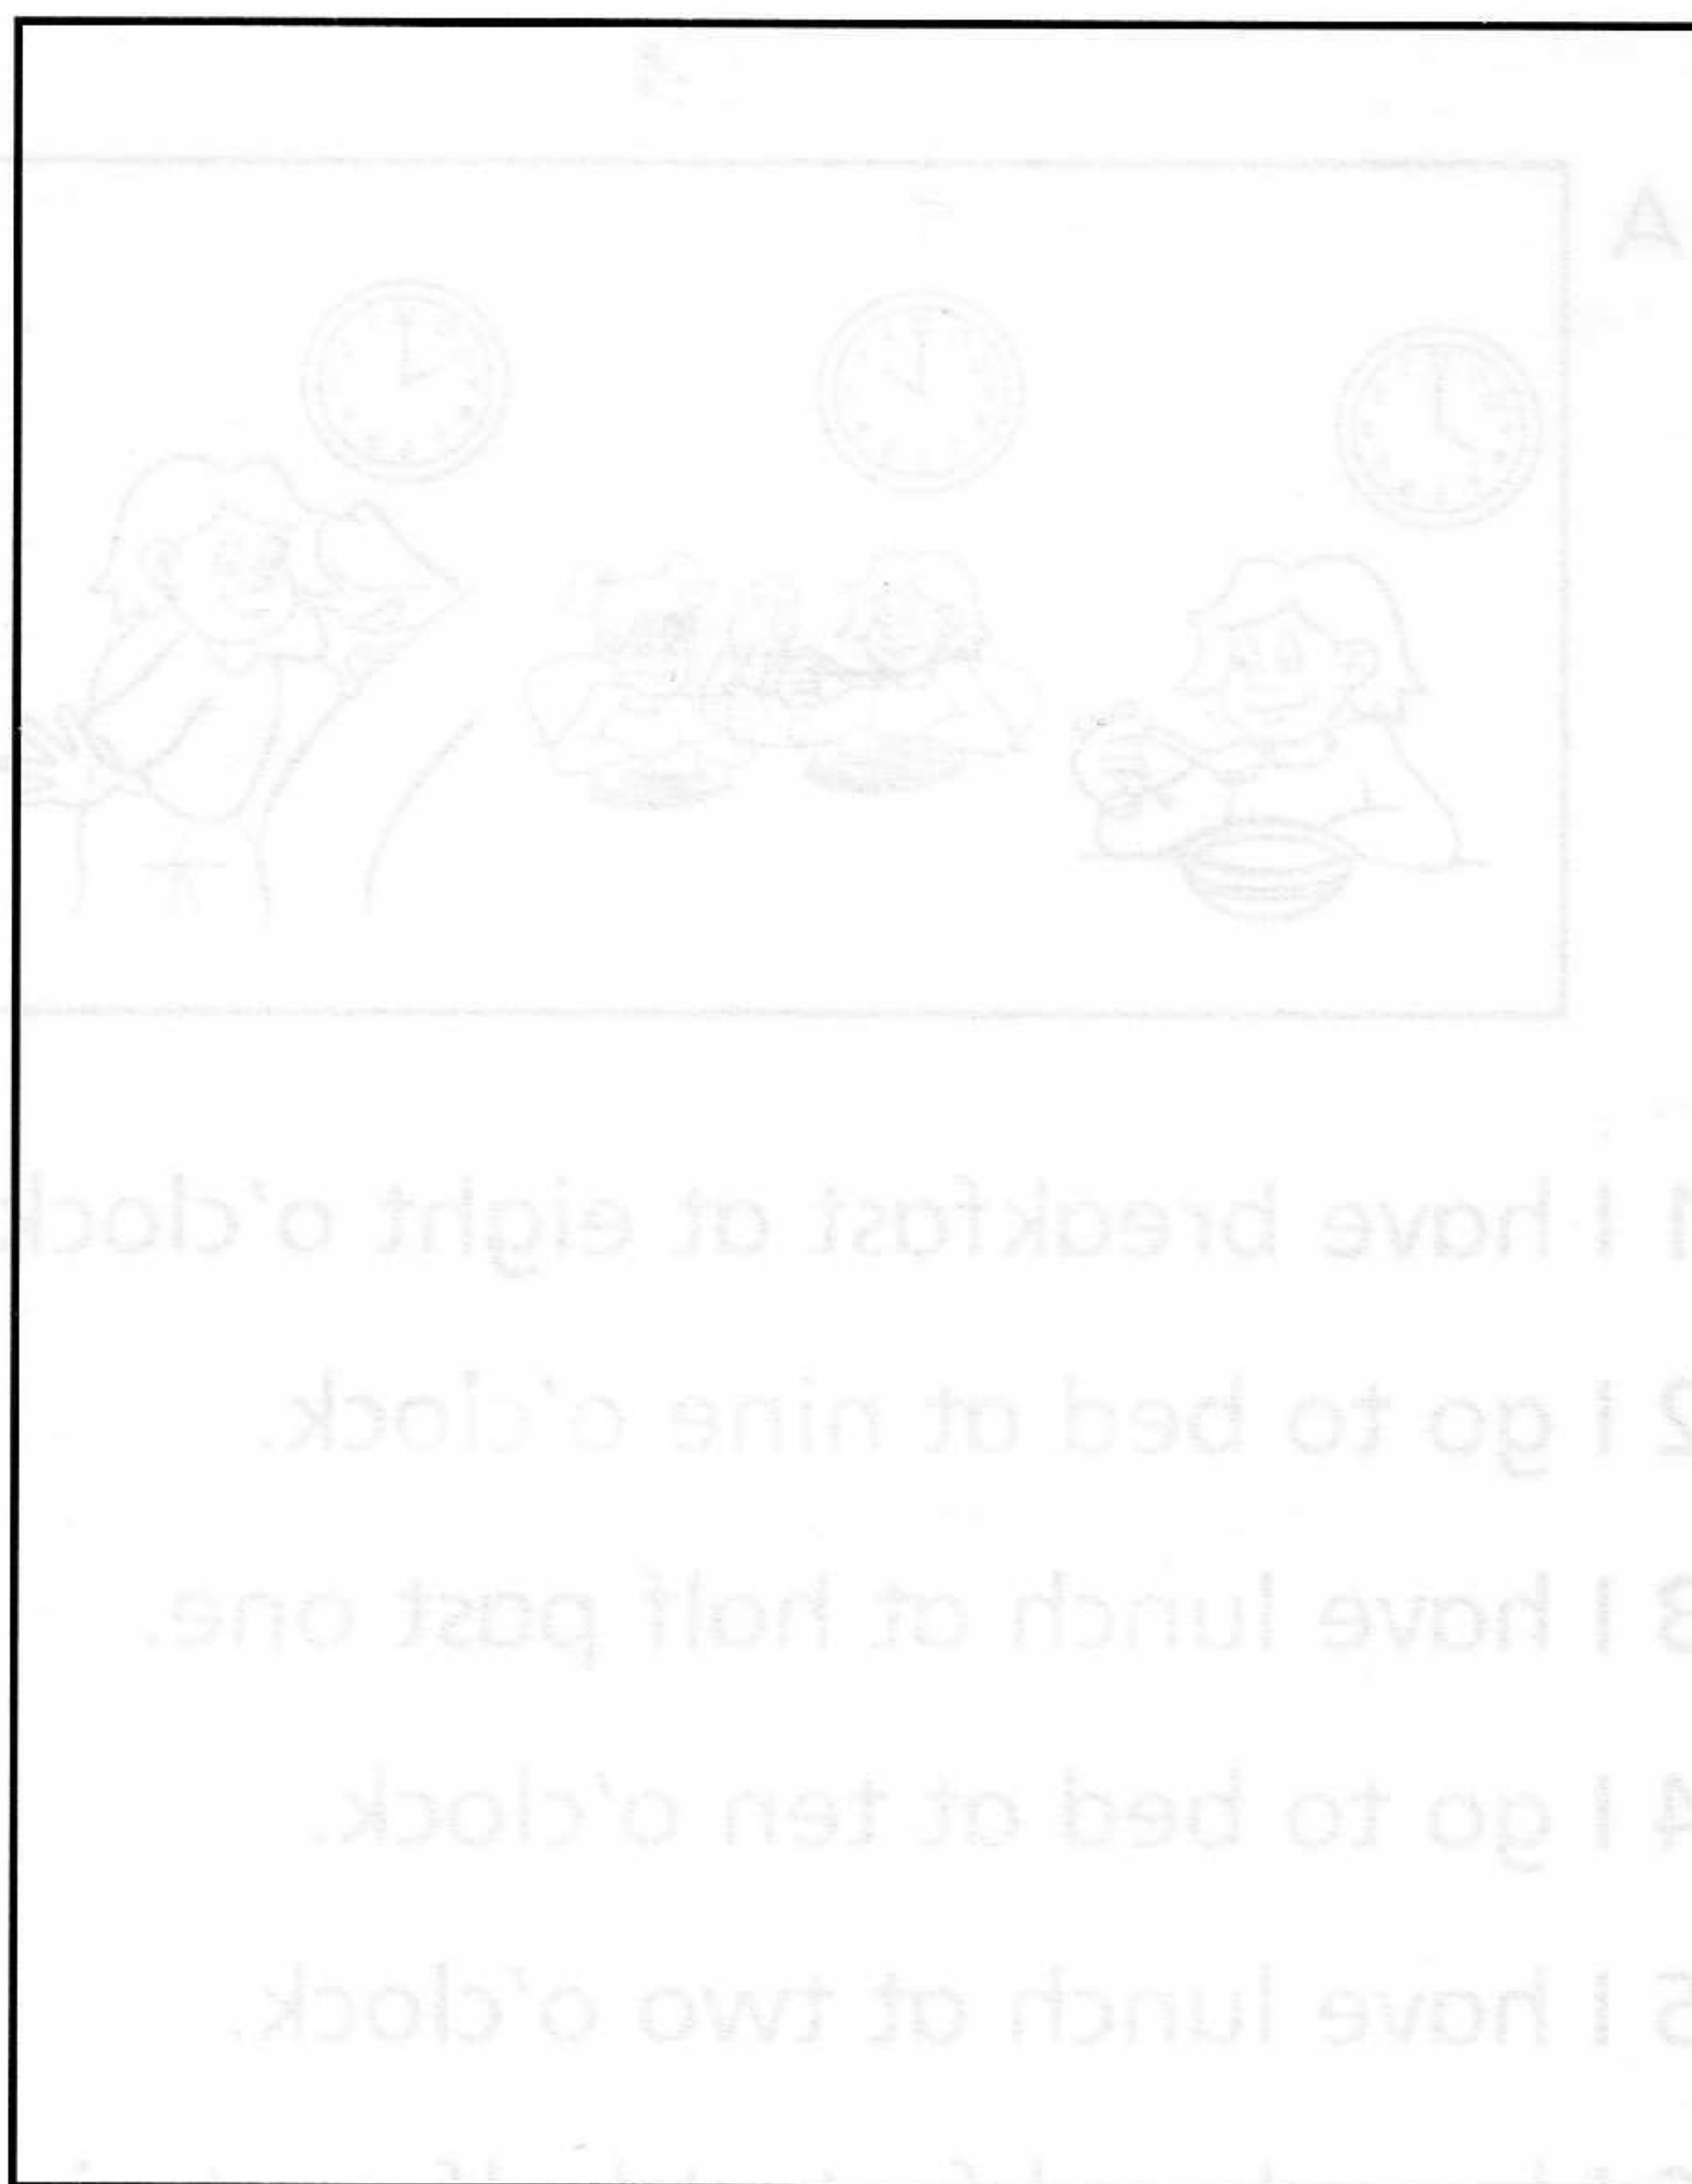 A
1 I have breakfast at eight o'clock
2 I go to bed at nine o'clock.
3 I have lunch at half past one.
4 I go to bed at ten o'clock.
5 I have lunch at two o'clock.